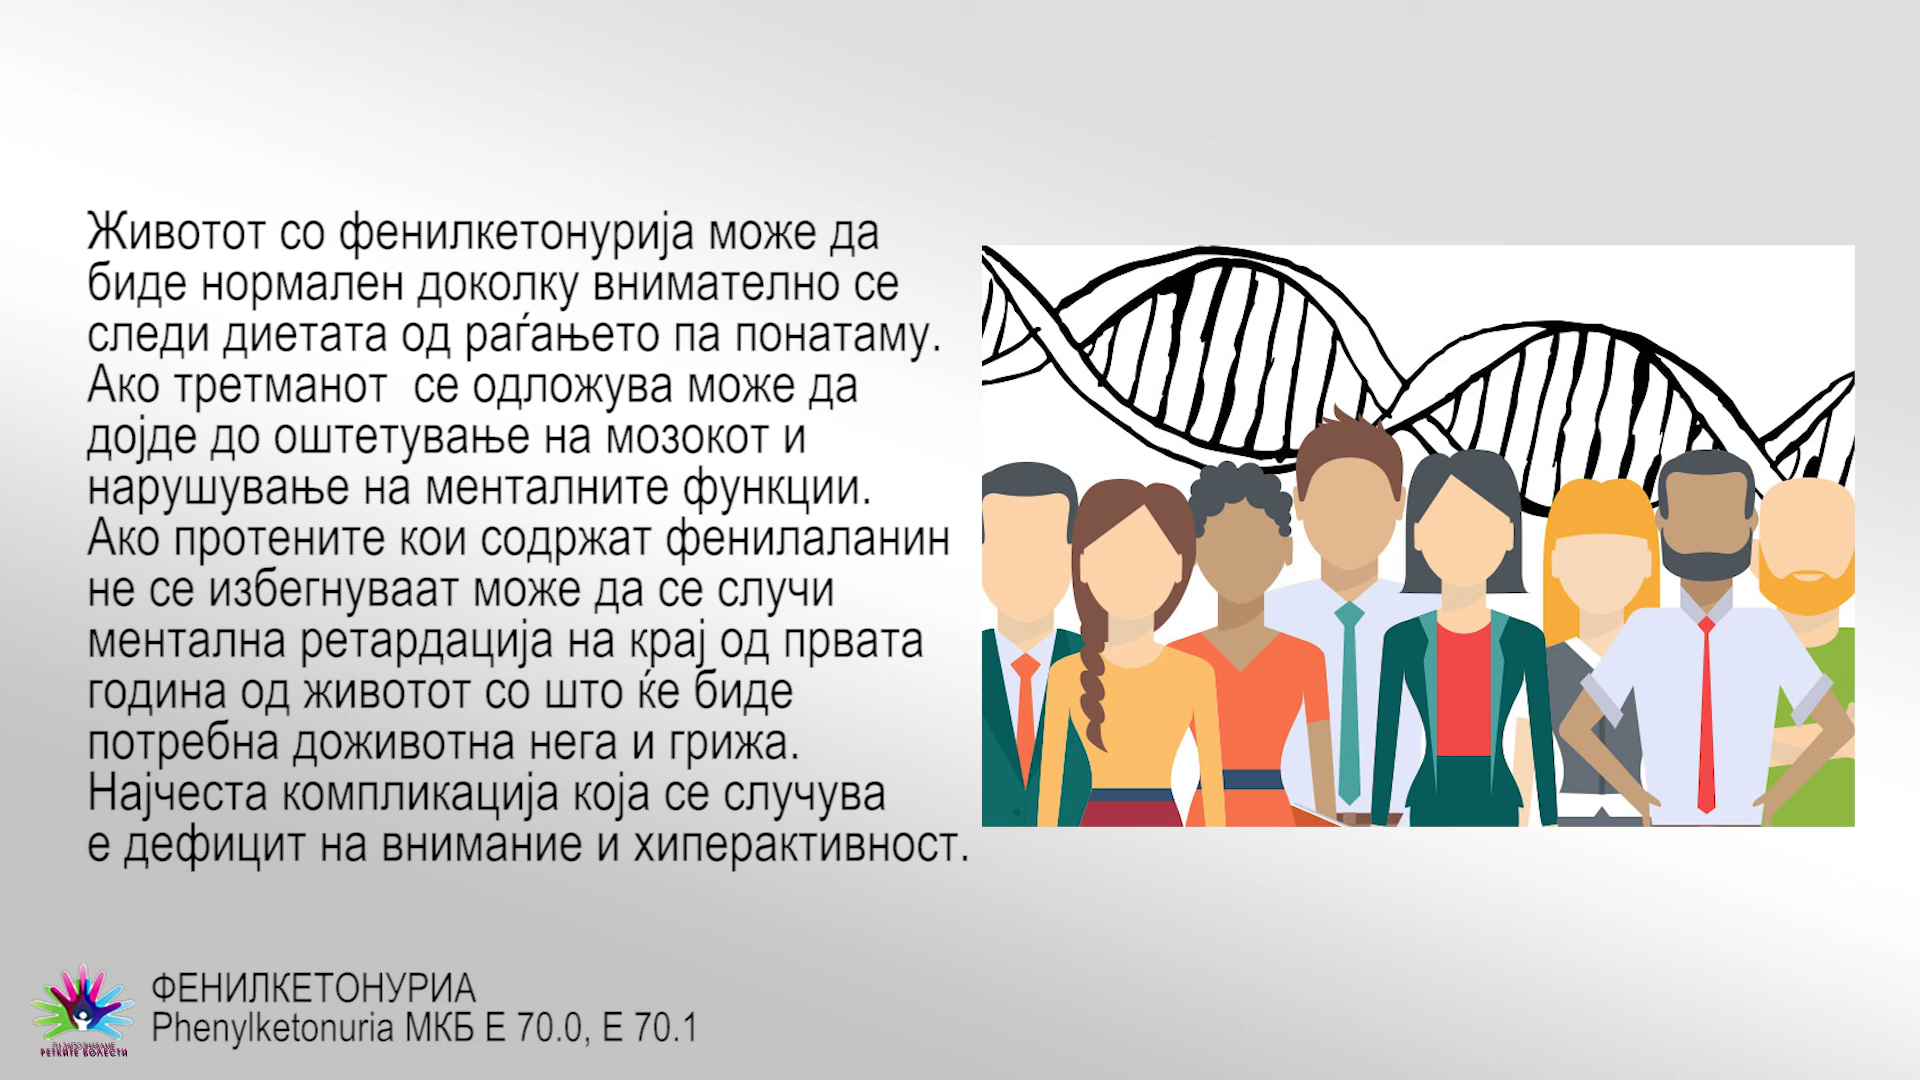 Животот со фенилкетонурија може да
биде нормален доколку внимателно се
следи диетата од раѓањето па понатаму.
Ако третманот  се одложува може да
дојде до оштетување на мозокот и
нарушување на менталните функции.
Ако протените кои содржат фенилаланин
не се избегнуваат може да се случи
ментална ретардација на крај од првата
година од животот со што ќе биде
потребна доживотна нега и грижа.
Најчеста компликација која се случува
е дефицит на внимание и хиперактивност.
ФЕНИЛКЕТОНУРИА
Phenylketonuria МКБ Е 70.0, Е 70.1
РЕТКИТЕ БОЛЕСТИ